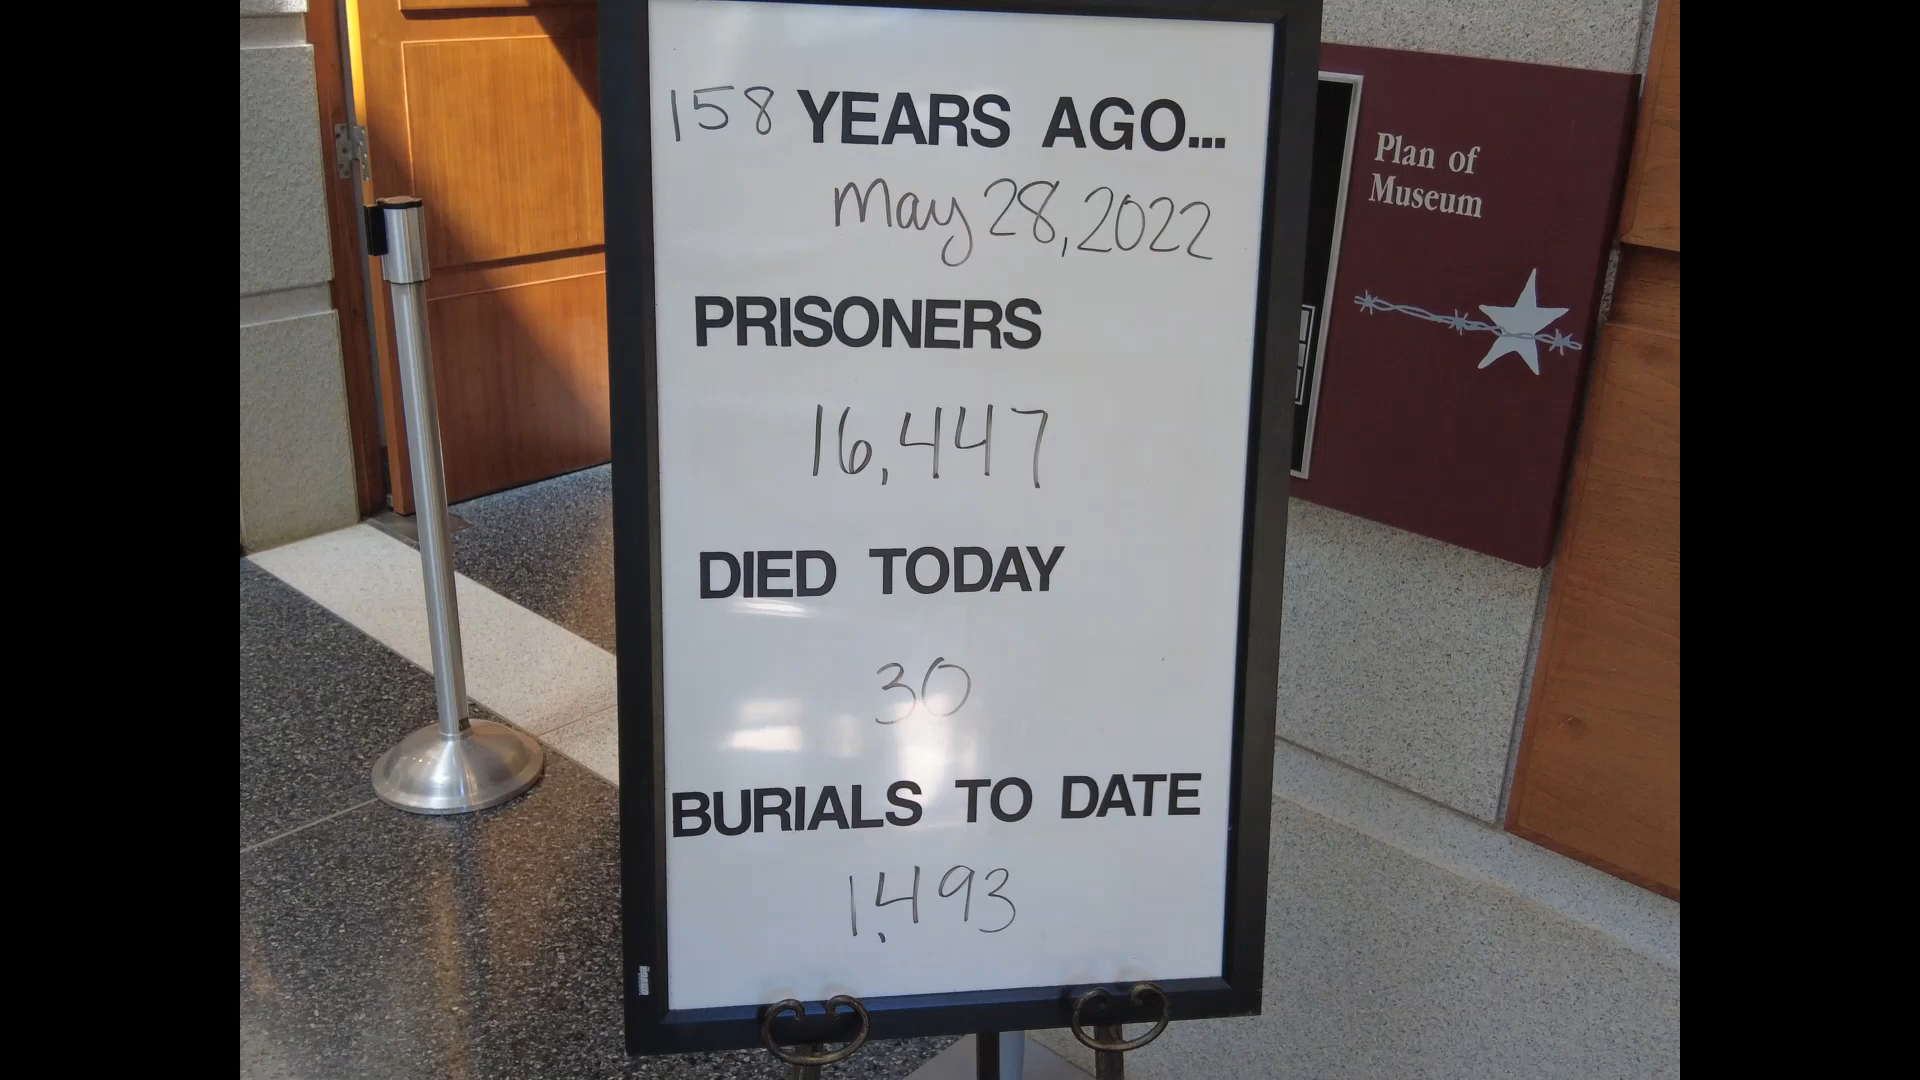 158 YEARS AGO...
May 28, 2022
PRISONERS
16,447
DIED TODAY
30
BURIALS TO DATE
1,493
Plan of
Museum